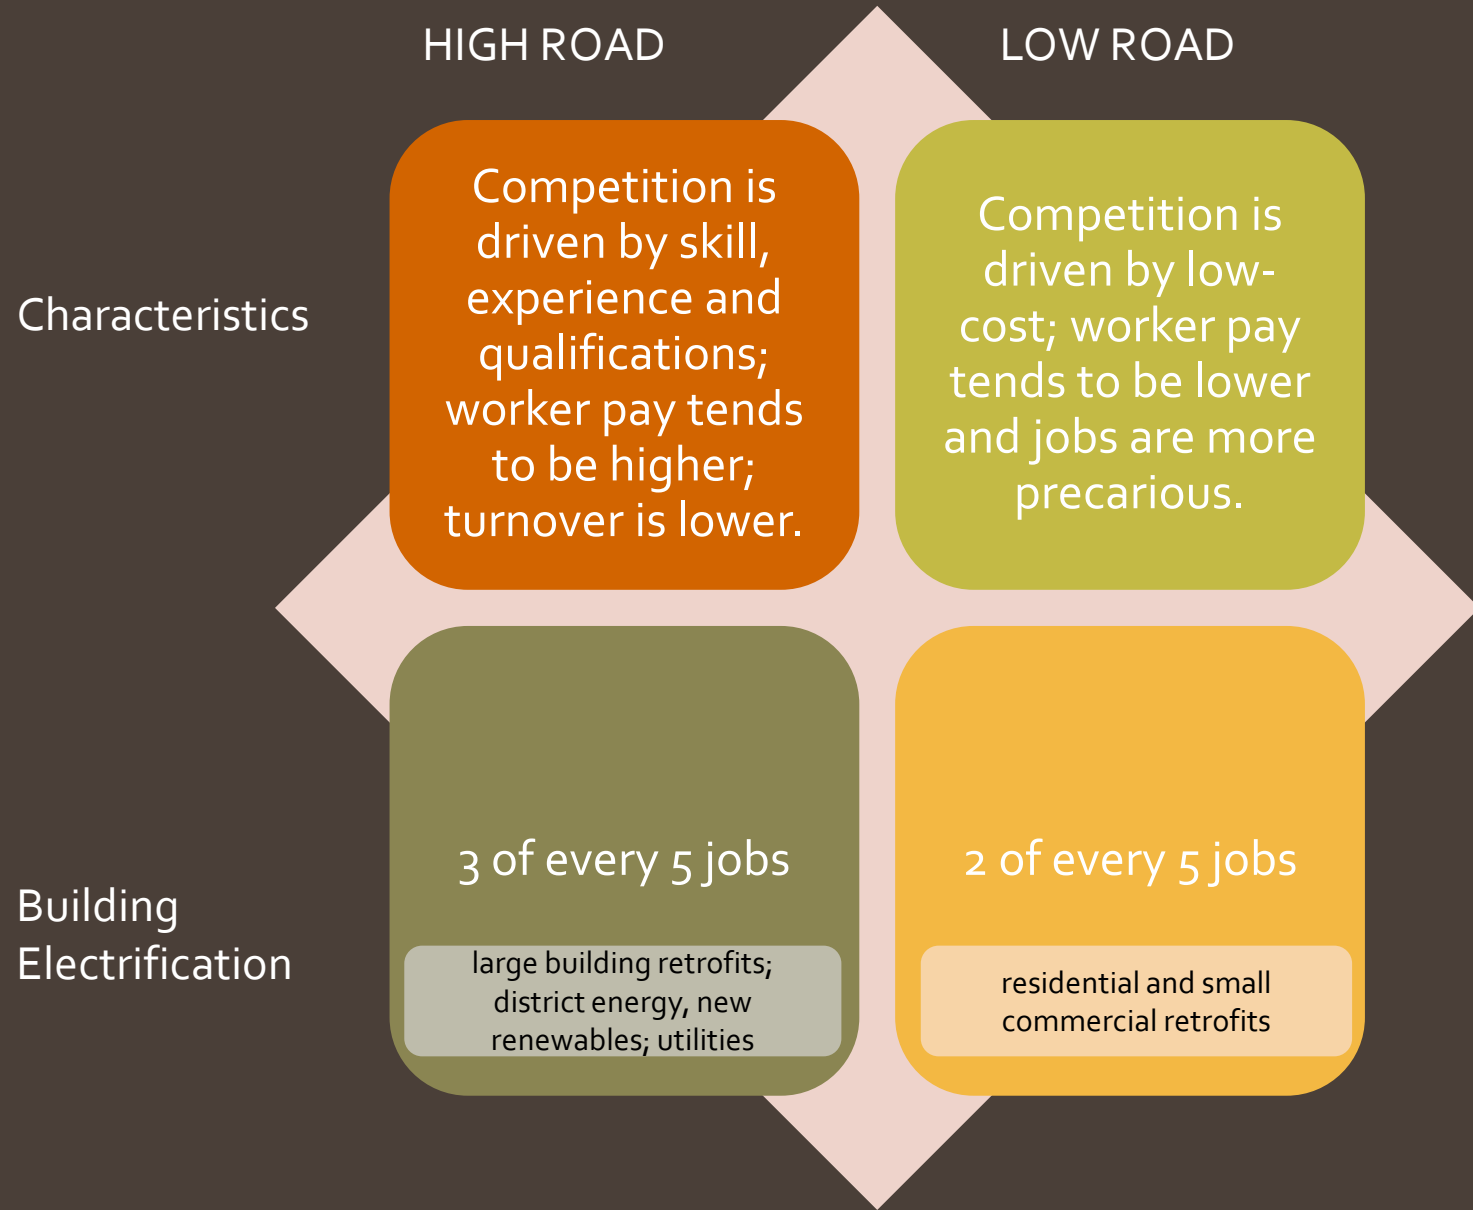 HIGH ROAD
LOW ROAD
Characteristics
Competition is
driven by skill,
experience and
qualifications;
worker pay tends
to be higher;
turnover is lower.
Competition is
driven by low-
cost; worker pay
tends to be lower
and jobs are more
precarious.
Building
Electrification
3 of every 5 jobs
large building retrofits;
district energy, new
renewables; utilities
2 of every 5 jobs
residential and small
commercial retrofits